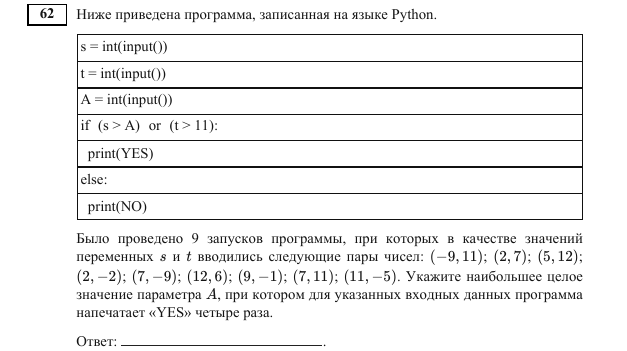 62 Ниже приведена программа, записанная на языке Python.
s = int(input())
t = int(input())
A = int(input())
if (s > A) or (t > 11):
print(YES)
else:
print(NO)
Было проведено 9 запусков программы, при которых в качестве значений
переменных s и t вводились следующие пары чисел: (−9, 11); (2, 7); (5, 12);
(2, −2); (7, −9); (12, 6); (9, −1); (7, 11); (11, −5). Укажите наибольшее целое
значение параметра A, при котором для указанных входных данных программа
напечатает «YES» четыре раза.
Ответ: .